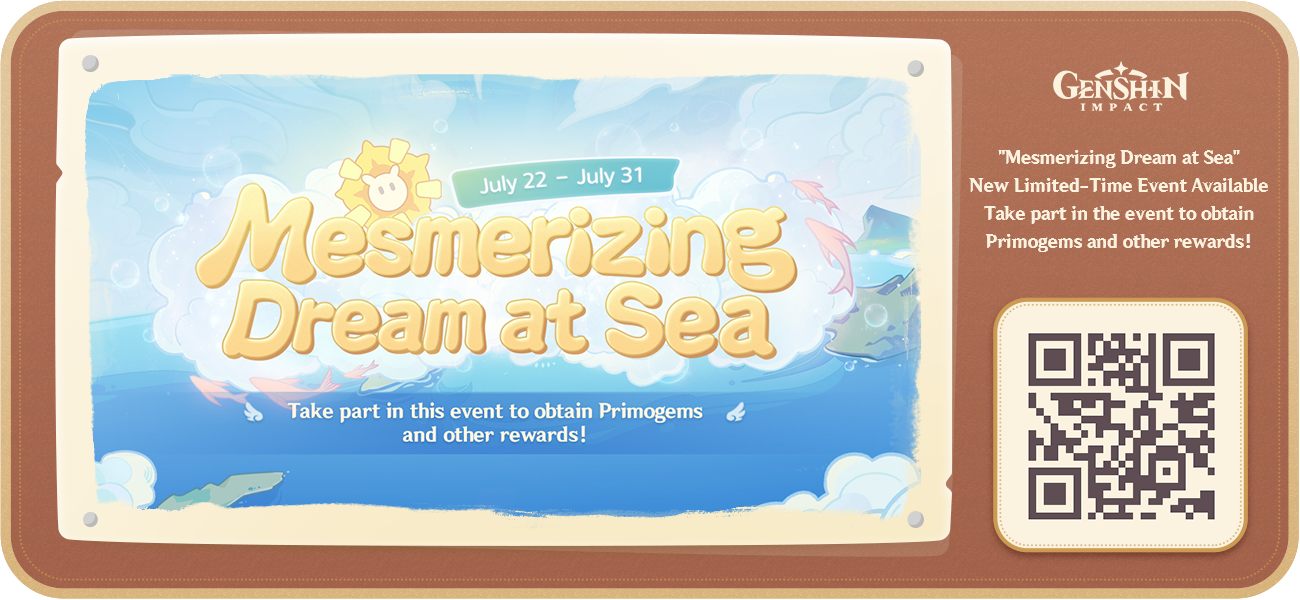 July 22 – July 31
Mesmerizing
Dream at Sea
Take part in this event to obtain Primogems
and other rewards!
GENSHIN
IMPACT
"Mesmerizing Dream at Sea"
New Limited-Time Event Available
Take part in the event to obtain
Primogems and other rewards!